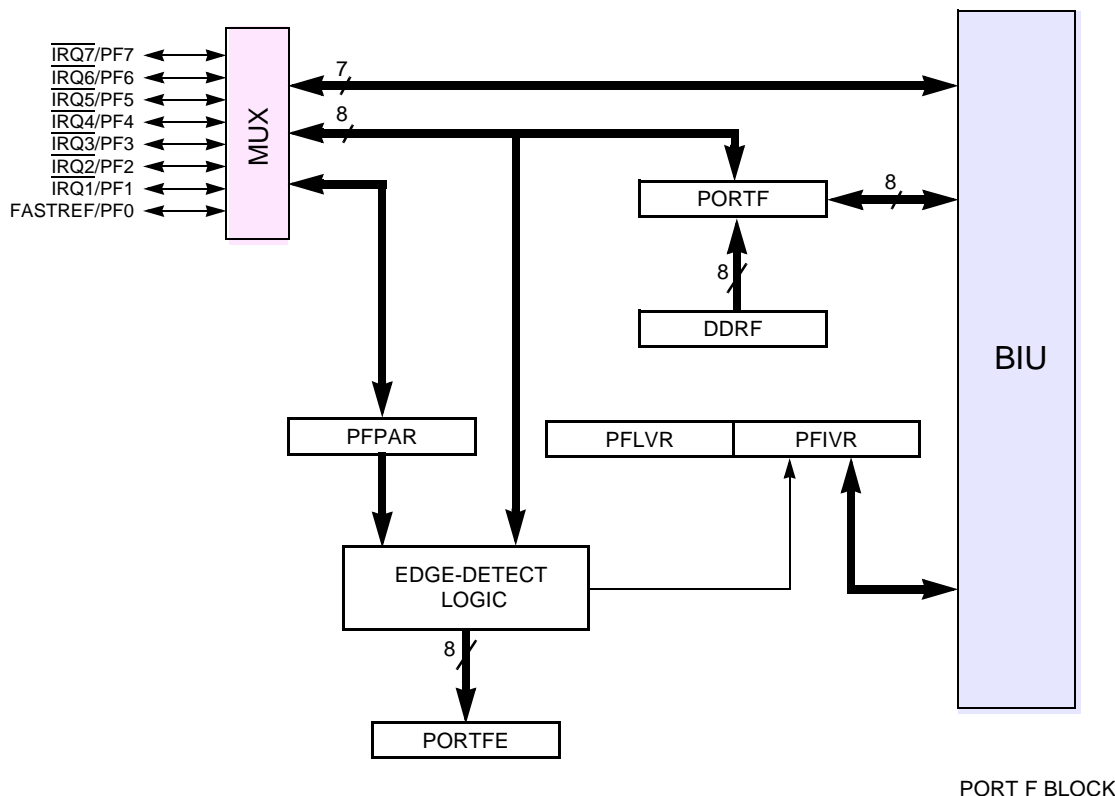 IRQ7/PF7
IRQ6/PF6
IRQ5/PF5
IRQ4/PF4
IRQ3/PF3
IRQ2/PF2
IRQ1/PF1
FASTREF/PF0
MUX
7
8
PORTF
8
8
DDRF
BIU
PFPAR
PFLVR
PFIVR
EDGE-DETECT
LOGIC
8
PORTFE
PORT F BLOCK